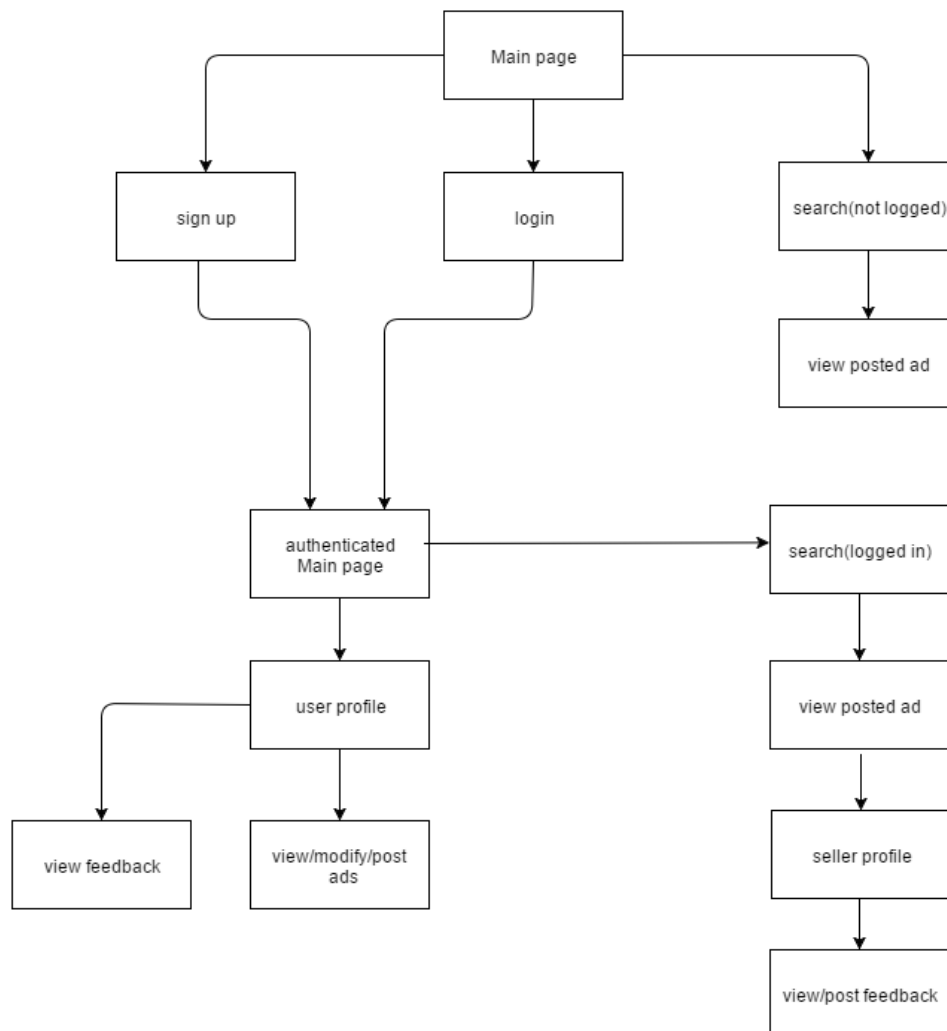 Main page
sign up
login
search(not logged)
view posted ad
authenticated
Main page
search(logged in)
user profile
view posted ad
view feedback
view/modify/post
ads
seller profile
view/post feedback